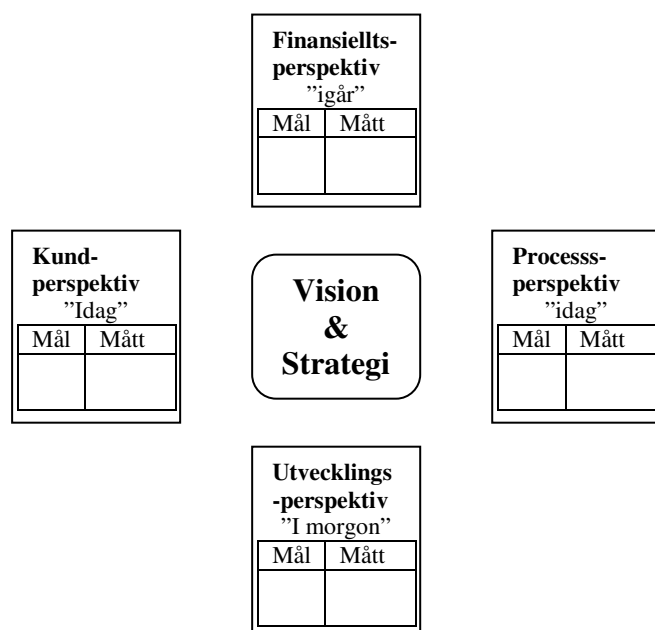 Finansiellts-
perspektiv
”igår”
Mål Mått
Kund-
perspektiv
”Idag”
Mål Mått
Vision
&
Strategi
Processs-
perspektiv
”idag”
Mål Mått
Utvecklings
-perspektiv
”I morgon”
Mål Mått